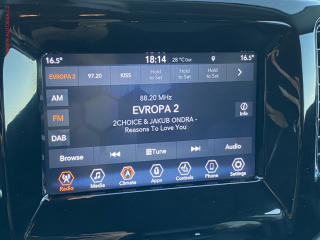 16.5°
18:14
28 °C Out
16.5°
EVROPA 2
97.20
KISS
Hold to Set
Hold to Set
Hold to Set
AM
FM
DAB
88.20 MHz
EVROPA 2
2CHOICE & JAKUB ONDRA -
Reasons To Love You
Info
Browse
Tune
Audio
Radio
Media
Climate
Apps
Controls
Phone
Settings